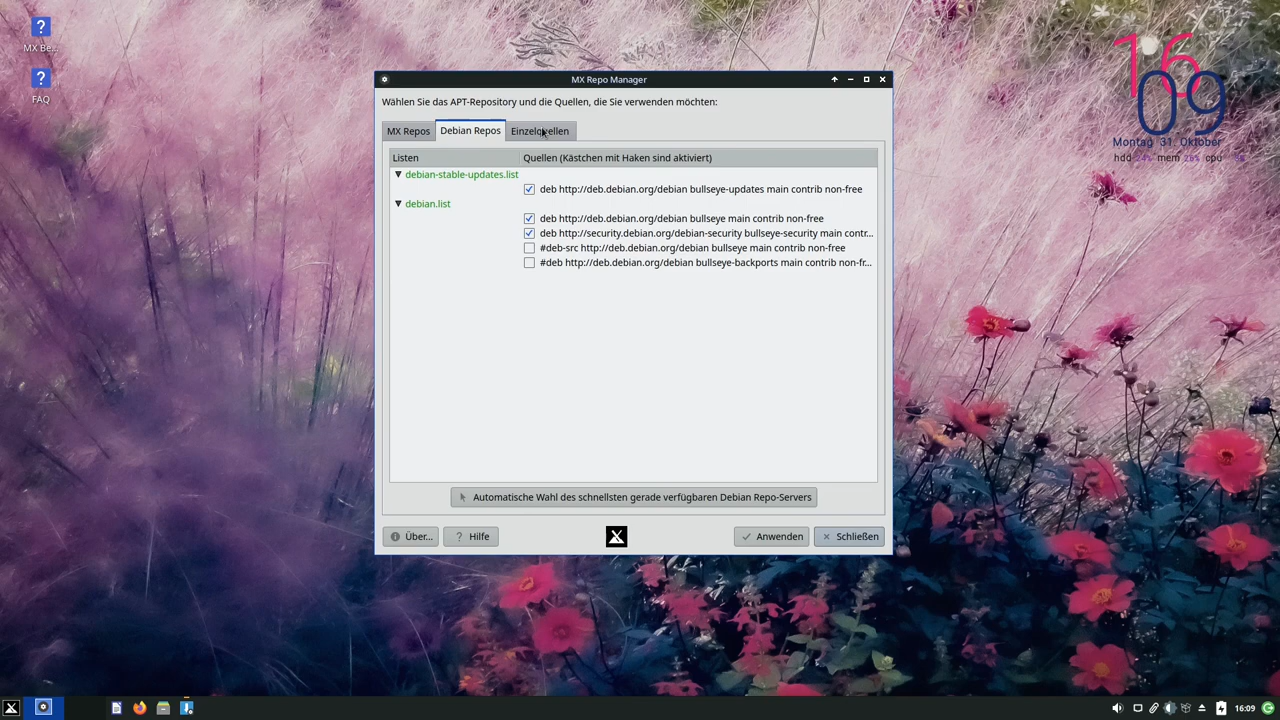 MX Be...
FAQ
16
09
Montag 31. Oktober
hdd 24% mem 25% cpu
MX Repo Manager
Wählen Sie das APT-Repository und die Quellen, die Sie verwenden möchten:
MX Repos Debian Repos Einzelquellen
Listen Quellen (Kästchen mit Haken sind aktiviert)
debian-stable-updates.list
deb http://deb.debian.org/debian bullseye-updates main contrib non-free
debian.list
deb http://deb.debian.org/debian bullseye main contrib non-free
deb http://security.debian.org/debian-security bullseye-security main contr...
#deb-src http://deb.debian.org/debian bullseye main contrib non-free
#deb http://deb.debian.org/debian bullseye-backports main contrib non-fr...
Automatische Wahl des schnellsten gerade verfügbaren Debian Repo-Servers
Über... Hilfe Anwenden Schließen
16:09